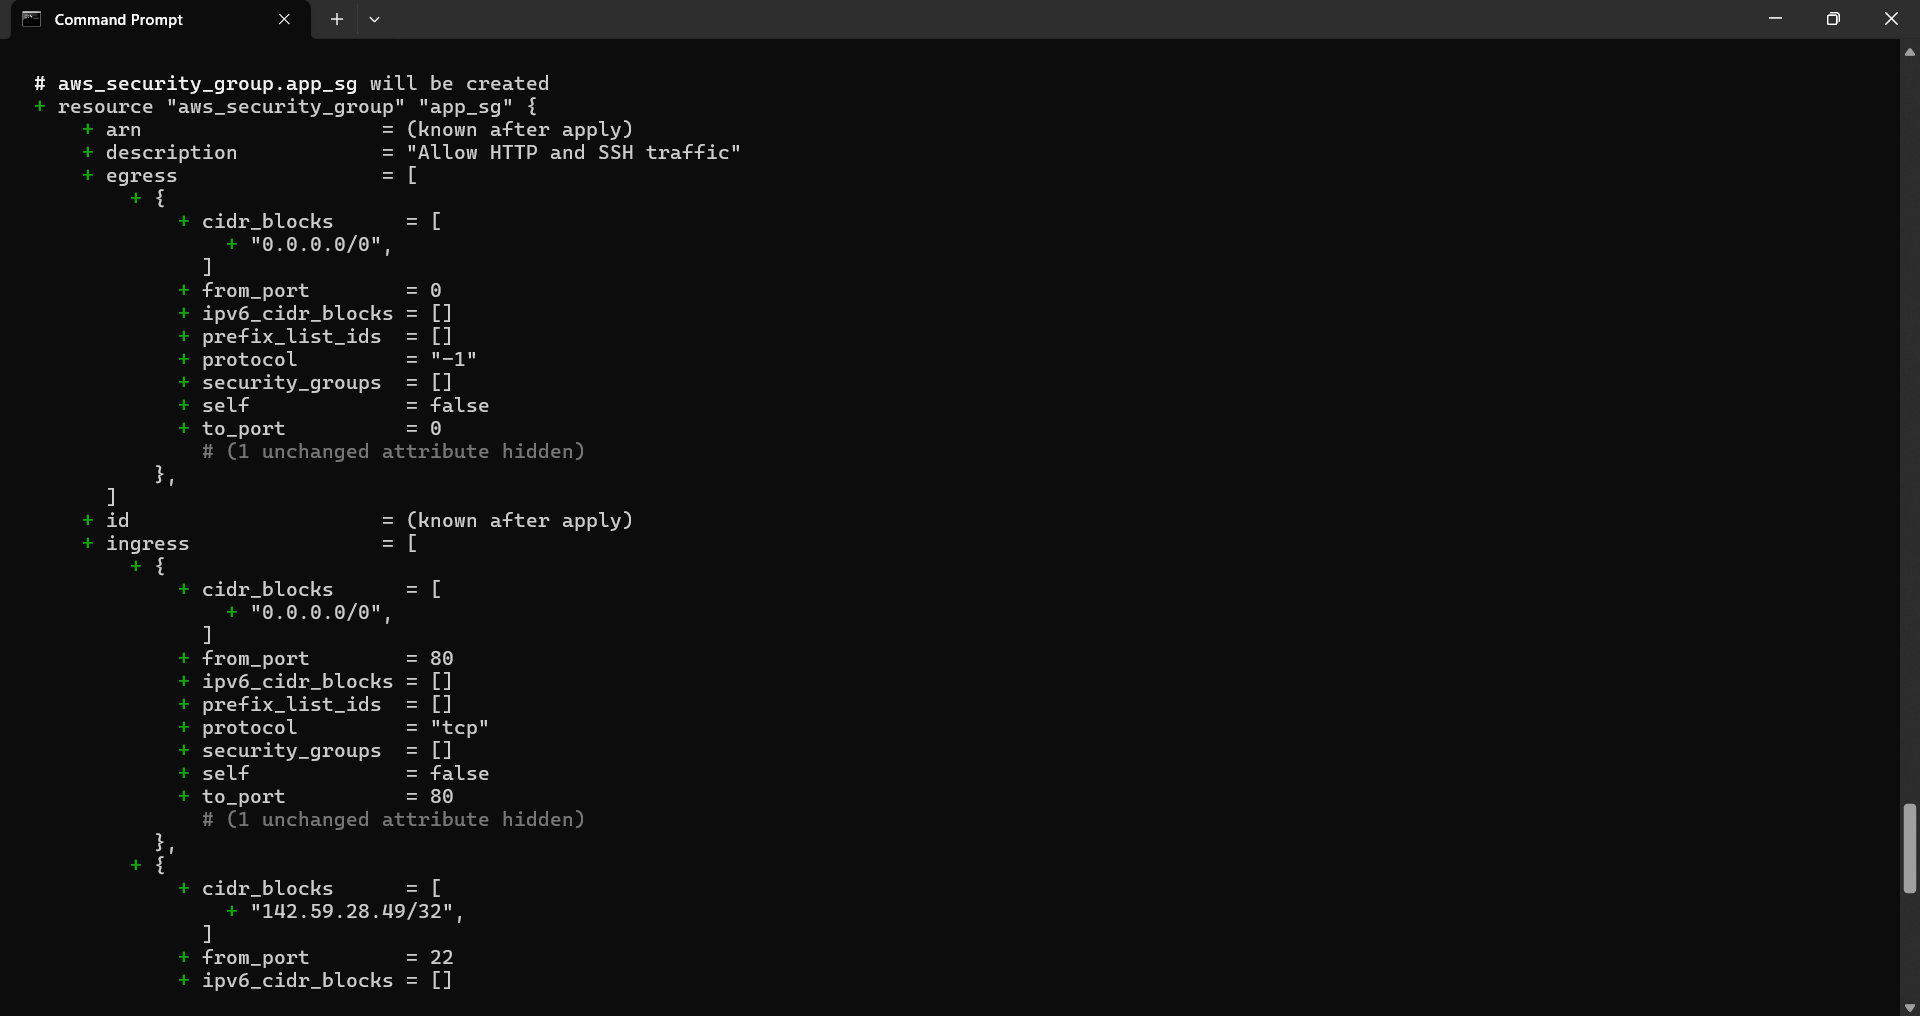 Command Prompt
# aws_security_group.app_sg will be created
+ resource "aws_security_group" "app_sg" {
+ arn = (known after apply)
+ description = "Allow HTTP and SSH traffic"
+ egress = [
+ {
+ cidr_blocks = [
+ "0.0.0.0/0",
]
+ from_port = 0
+ ipv6_cidr_blocks = []
+ prefix_list_ids = []
+ protocol = "-1"
+ security_groups = []
+ self = false
+ to_port = 0
# (1 unchanged attribute hidden)
},
]
+ id = (known after apply)
+ ingress = [
+ {
+ cidr_blocks = [
+ "0.0.0.0/0",
]
+ from_port = 80
+ ipv6_cidr_blocks = []
+ prefix_list_ids = []
+ protocol = "tcp"
+ security_groups = []
+ self = false
+ to_port = 80
# (1 unchanged attribute hidden)
},
+ {
+ cidr_blocks = [
+ "142.59.28.49/32",
]
+ from_port = 22
+ ipv6_cidr_blocks = []